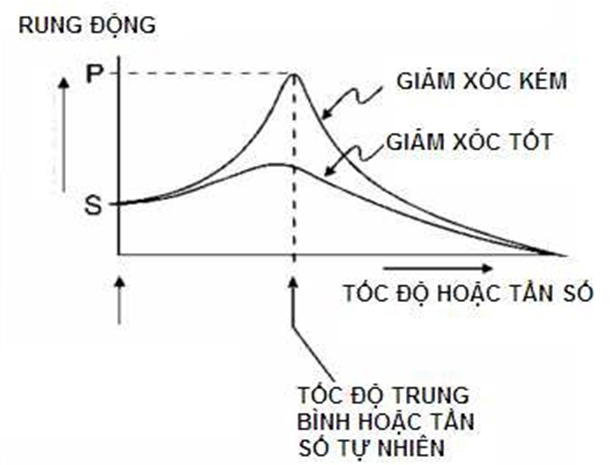 RUNG ĐỘNG
P
GIẢM XÓC KÉM
GIẢM XÓC TỐT
S
TỐC ĐỘ HOẶC TẦN SỐ
TỐC ĐỘ TRUNG
BÌNH HOẶC TẦN
SỐ TỰ NHIÊN